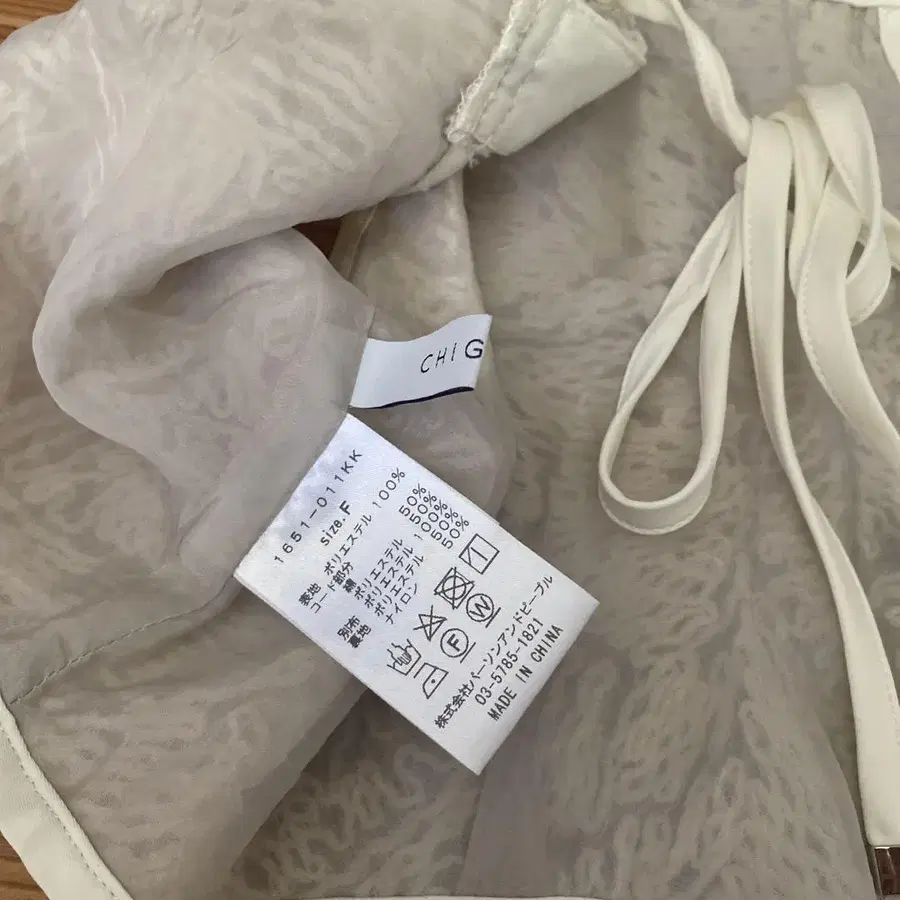 CHIG
1651-011KK
size.F
表地 ポリエステル 100%
コード部分
綿 50%
ポリエステル 50%
別布 ポリエステル 100%
裏地 ポリエステル 50%
ナイロン 50%
F W
株式会社パーソンアンドピープル
03-5785-1821
MADE IN CHINA